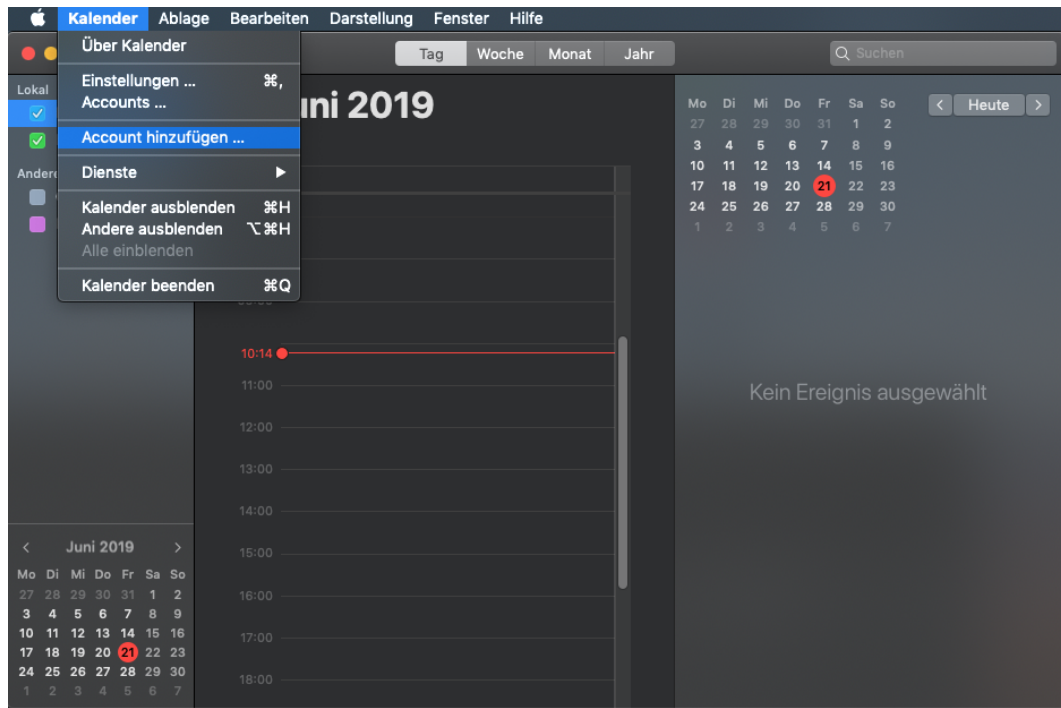 Kalender Ablage Bearbeiten Darstellung Fenster Hilfe
Über Kalender
Einstellungen ... ⌘,
Accounts ...
Account hinzufügen ...
Dienste ▶
Kalender ausblenden ⌘H
Andere ausblenden ⌥⌘H
Alle einblenden
Kalender beenden ⌘Q
Tag Woche Monat Jahr
Suchen
Lokal
Andere
uni 2019
10:14
11:00
12:00
13:00
14:00
15:00
16:00
17:00
18:00
< Heute >
Mo Di Mi Do Fr Sa So
27 28 29 30 31 1 2
3 4 5 6 7 8 9
10 11 12 13 14 15 16
17 18 19 20 21 22 23
24 25 26 27 28 29 30
1 2 3 4 5 6 7
Kein Ereignis ausgewählt
< Juni 2019 >
Mo Di Mi Do Fr Sa So
27 28 29 30 31 1 2
3 4 5 6 7 8 9
10 11 12 13 14 15 16
17 18 19 20 21 22 23
24 25 26 27 28 29 30
1 2 3 4 5 6 7